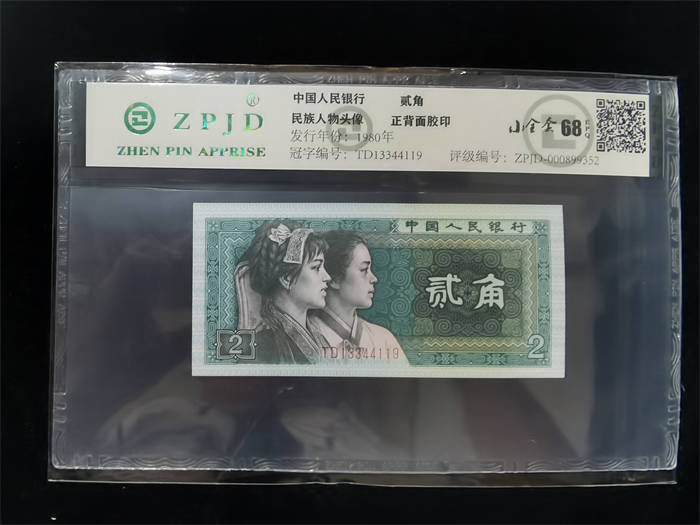 ZPJD®
ZHEN PIN APPRISE
中国人民银行 贰角
民族人物头像 正背面胶印
发行年份：1980年
冠字编号：TD13344119 评级编号：ZPJD-000899352
68
EPQ
中国人民银行
贰角
2
TD13344119
2